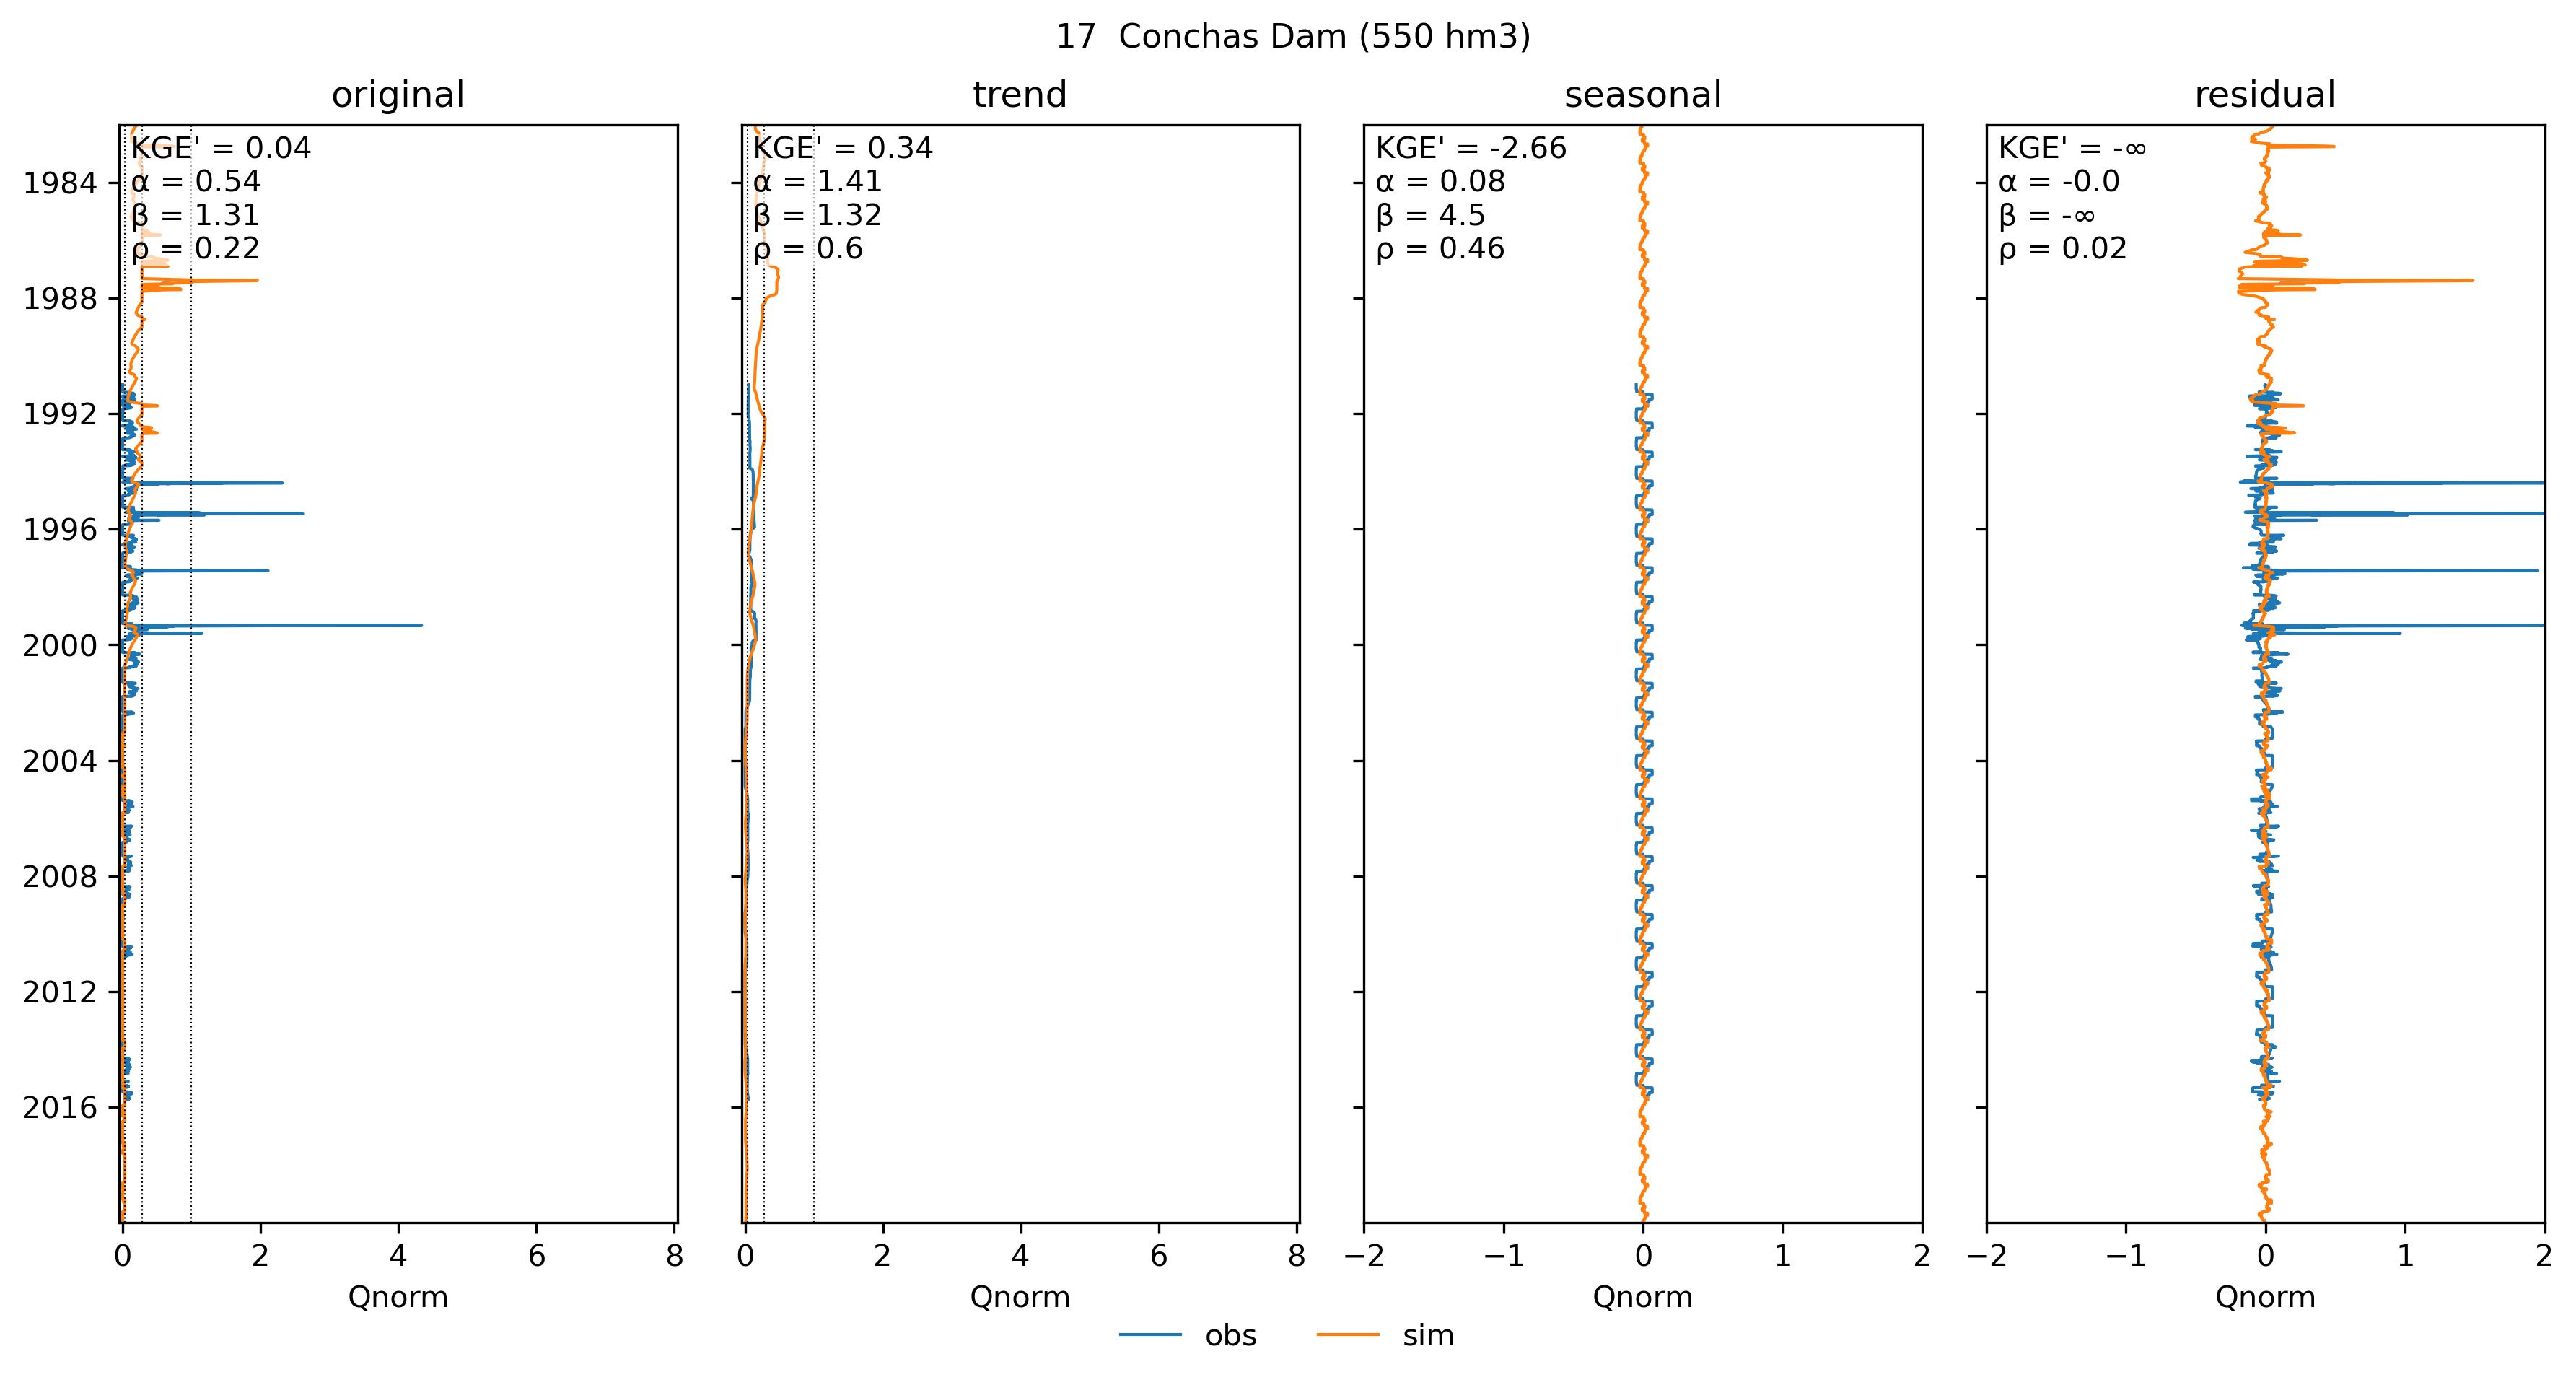 17  Conchas Dam (550 hm3)
original
trend
seasonal
residual
KGE' = 0.04
α = 0.54
β = 1.31
ρ = 0.22
KGE' = 0.34
α = 1.41
β = 1.32
ρ = 0.6
KGE' = -2.66
α = 0.08
β = 4.5
ρ = 0.46
KGE' = -∞
α = -0.0
β = -∞
ρ = 0.02
1984
1988
1992
1996
2000
2004
2008
2012
2016
0 2 4 6 8
0 2 4 6 8
−2 −1 0 1 2
−2 −1 0 1 2
Qnorm
Qnorm
Qnorm
Qnorm
obs
sim